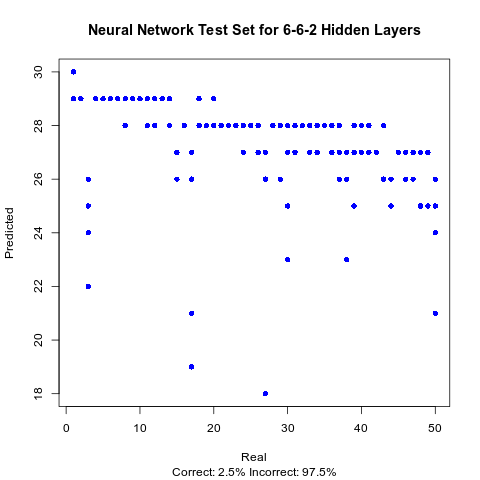 Neural Network Test Set for 6-6-2 Hidden Layers
Predicted
30
28
26
24
22
20
18
0 10 20 30 40 50
Real
Correct: 2.5% Incorrect: 97.5%